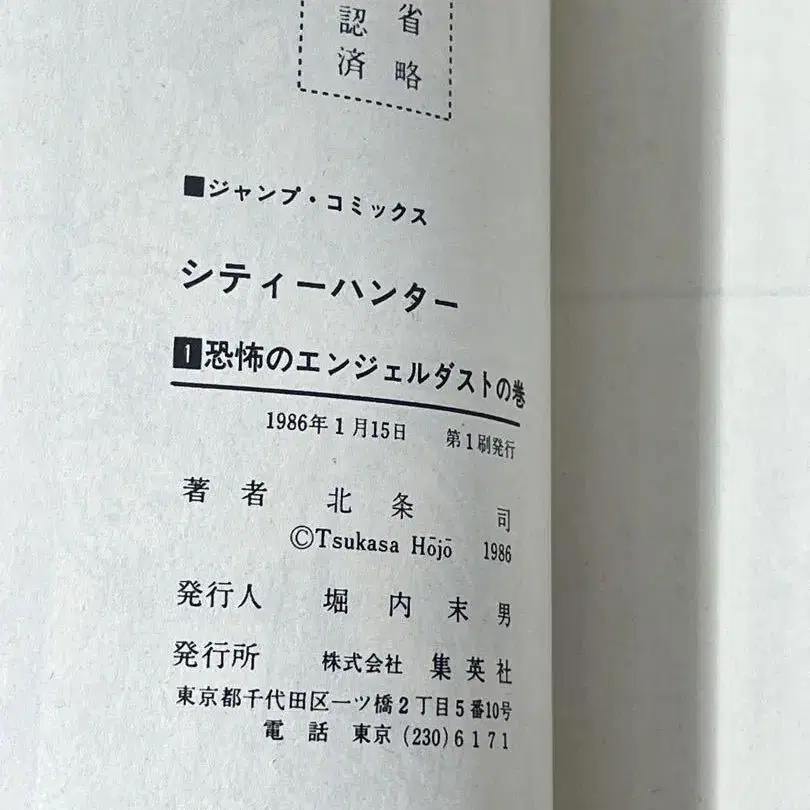 省略
認済
■ジャンプ・コミックス
シティーハンター
1恐怖のエンジェルダストの巻
1986年1月15日 第1刷発行
著者 北条司
©Tsukasa Hōjō 1986
発行人 堀内末男
発行所 株式会社 集英社
東京都千代田区一ツ橋2丁目5番10号
電話 東京(230)6171